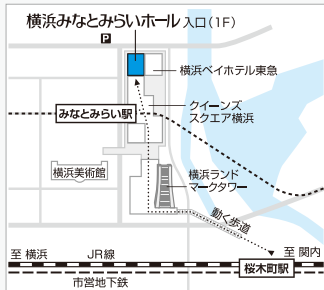 横浜みなとみらいホール 入口(1F)
P
横浜ベイホテル東急
クイーンズ
スクエア横浜
みなとみらい駅
横浜美術館
横浜ランド
マークタワー
動く歩道
至 横浜
JR線
至 関内
桜木町駅
市営地下鉄